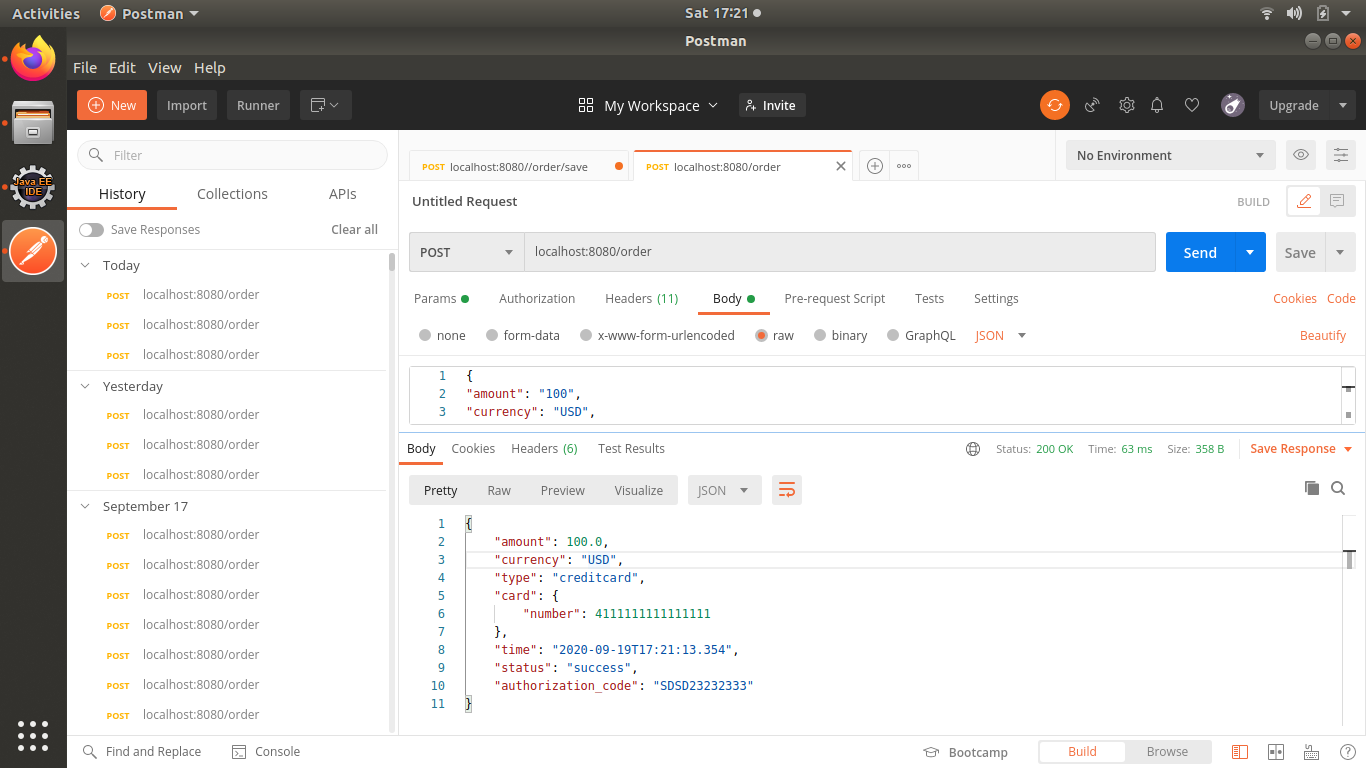 Activities Postman Sat 17:21
Postman
File Edit View Help
New Import Runner My Workspace Invite Upgrade
Filter
History Collections APIs
Save Responses Clear all
Today
POST localhost:8080/order
POST localhost:8080/order
POST localhost:8080/order
Yesterday
POST localhost:8080/order
POST localhost:8080/order
POST localhost:8080/order
September 17
POST localhost:8080/order
POST localhost:8080/order
POST localhost:8080/order
POST localhost:8080/order
POST localhost:8080/order
POST localhost:8080/order
POST localhost:8080/order
Java EE
IDE
POST localhost:8080//order/save POST localhost:8080/order No Environment
Untitled Request BUILD
POST localhost:8080/order Send Save
Params Authorization Headers (11) Body Pre-request Script Tests Settings Cookies Code
none form-data x-www-form-urlencoded raw binary GraphQL JSON Beautify
1 {
2 "amount": "100",
3 "currency": "USD",
Body Cookies Headers (6) Test Results Status: 200 OK Time: 63 ms Size: 358 B Save Response
Pretty Raw Preview Visualize JSON
1 {
2 "amount": 100.0,
3 "currency": "USD",
4 "type": "creditcard",
5 "card": {
6 "number": 4111111111111111
7 },
8 "time": "2020-09-19T17:21:13.354",
9 "status": "success",
10 "authorization_code": "SDSD23232333"
11 }
Find and Replace Console Bootcamp Build Browse